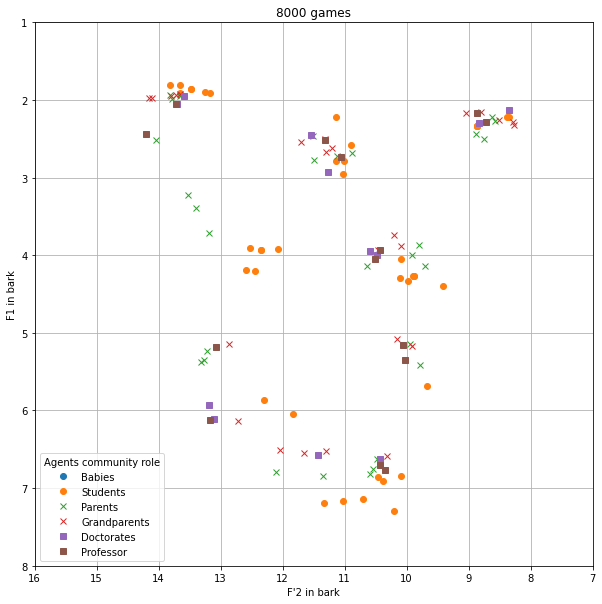 8000 games
1
2
3
4
5
6
7
8
F1 in bark
Agents community role
Babies
Students
Parents
Grandparents
Doctorates
Professor
16 15 14 13 12 11 10 9 8 7
F'2 in bark